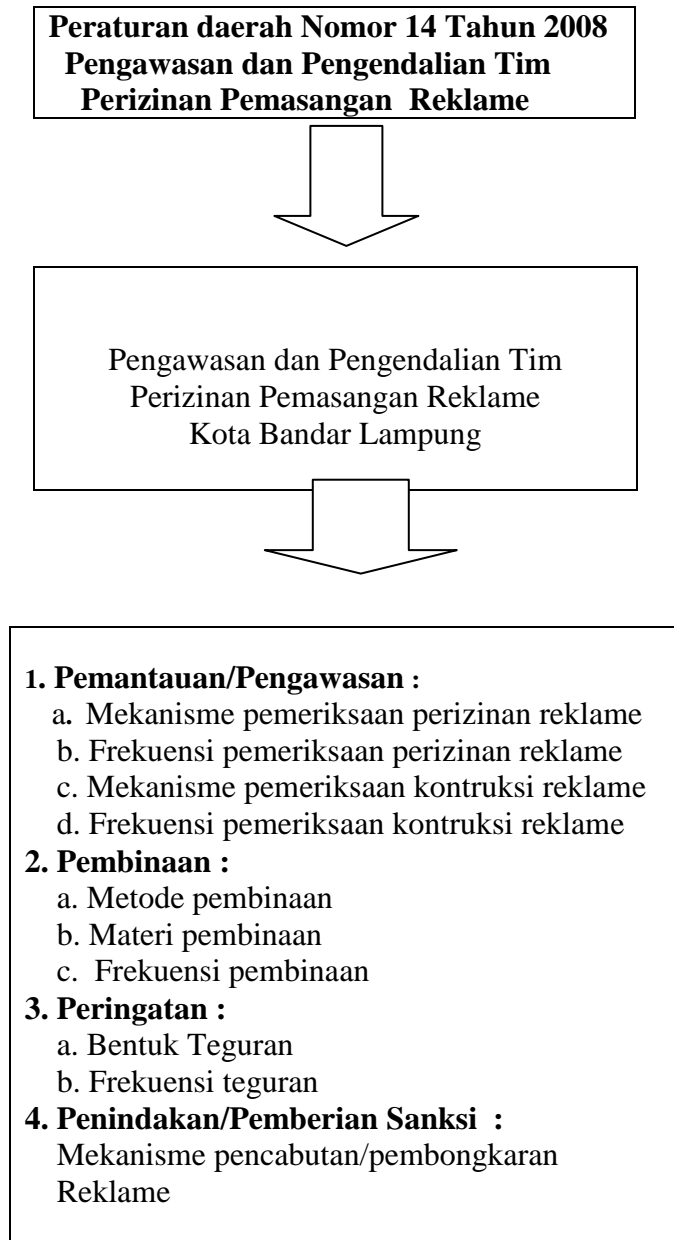 Peraturan daerah Nomor 14 Tahun 2008
Pengawasan dan Pengendalian Tim
Perizinan Pemasangan Reklame
Pengawasan dan Pengendalian Tim
Perizinan Pemasangan Reklame
Kota Bandar Lampung
1. Pemantauan/Pengawasan :
a. Mekanisme pemeriksaan perizinan reklame
b. Frekuensi pemeriksaan perizinan reklame
c. Mekanisme pemeriksaan kontruksi reklame
d. Frekuensi pemeriksaan kontruksi reklame
2. Pembinaan :
a. Metode pembinaan
b. Materi pembinaan
c. Frekuensi pembinaan
3. Peringatan :
a. Bentuk Teguran
b. Frekuensi teguran
4. Penindakan/Pemberian Sanksi :
Mekanisme pencabutan/pembongkaran
Reklame